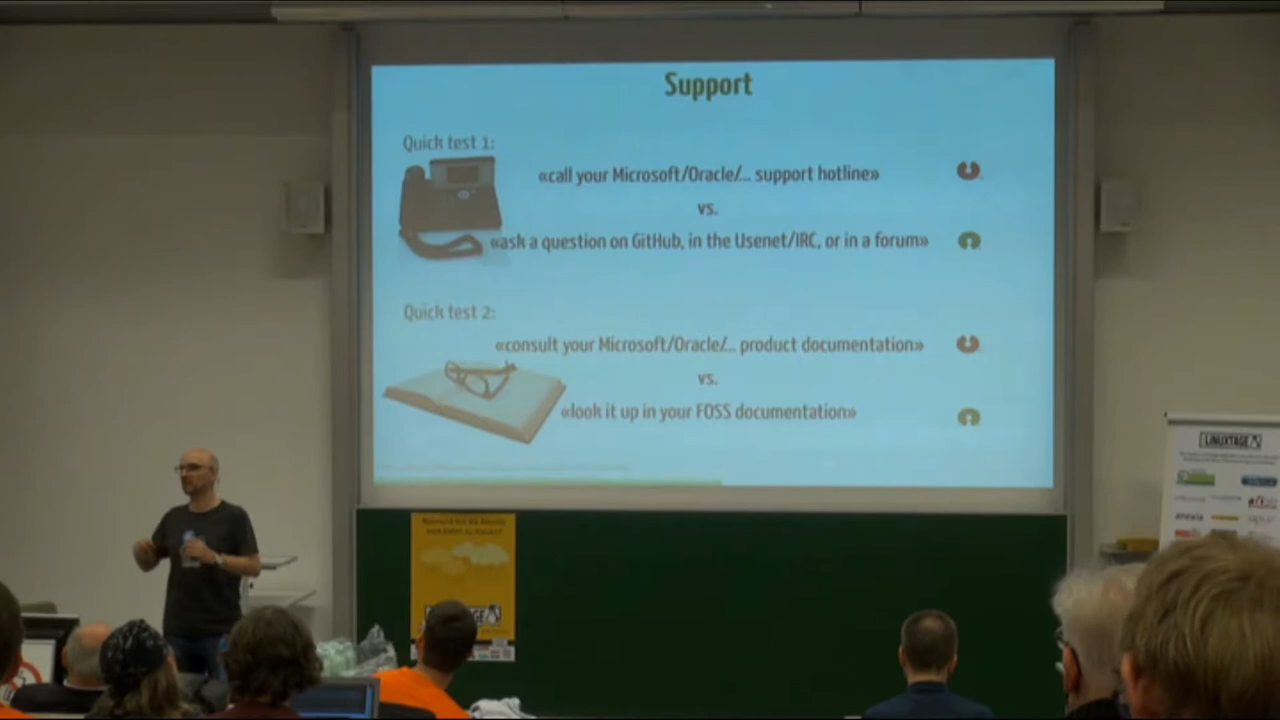 Support
Quick test 1:
«call your Microsoft/Oracle/... support hotline»
vs.
«ask a question on GitHub, in the Usenet/IRC, or in a forum»
Quick test 2:
«consult your Microsoft/Oracle/... product documentation»
vs.
«look it up in your FOSS documentation»
LINUXTAGE
anexia